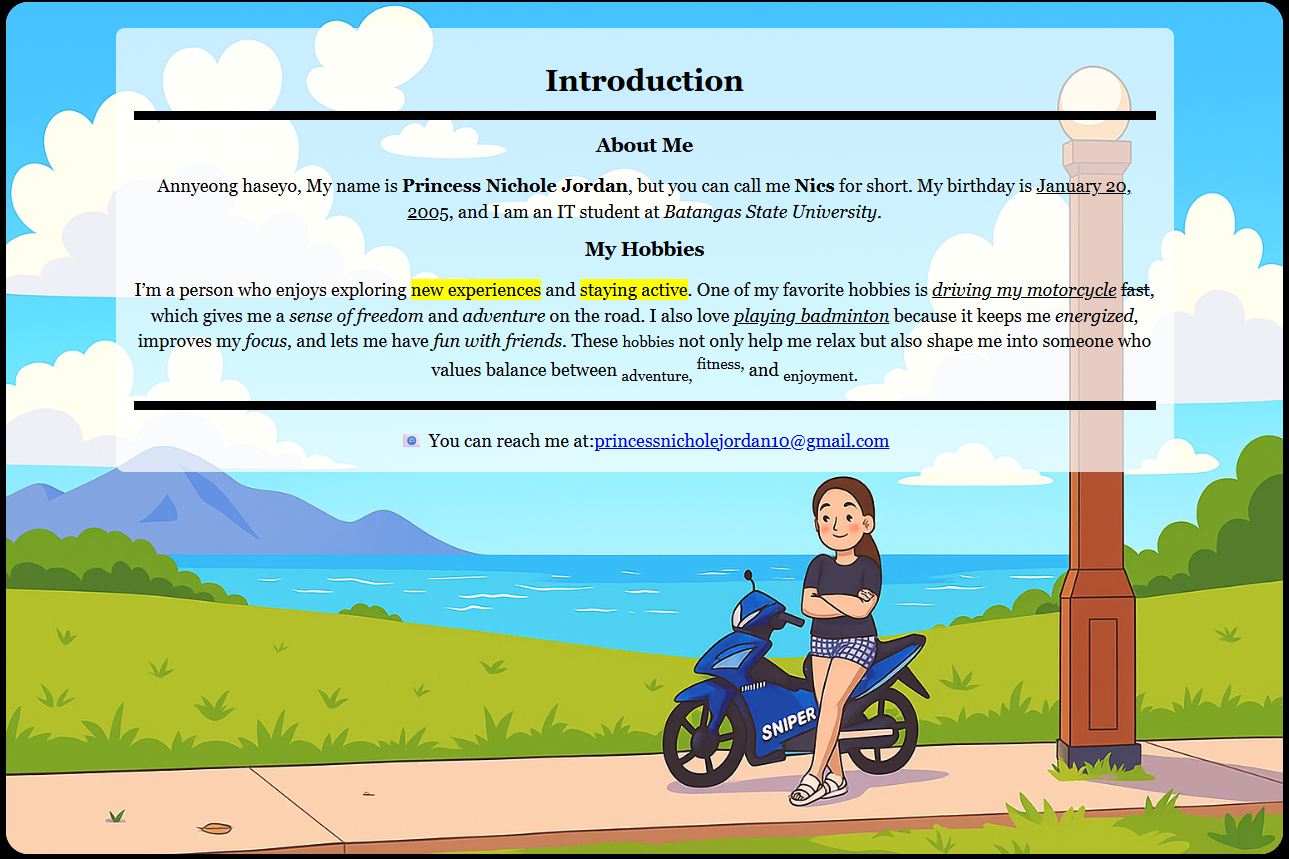 Introduction
About Me
Annyeong haseyo, My name is Princess Nichole Jordan, but you can call me Nics for short. My birthday is January 20,
2005, and I am an IT student at Batangas State University.
My Hobbies
I’m a person who enjoys exploring new experiences and staying active. One of my favorite hobbies is driving my motorcycle fast,
which gives me a sense of freedom and adventure on the road. I also love playing badminton because it keeps me energized,
improves my focus, and lets me have fun with friends. These hobbies not only help me relax but also shape me into someone who
values balance between adventure, fitness, and enjoyment.
You can reach me at:princessnicholejordan10@gmail.com
SNIPER